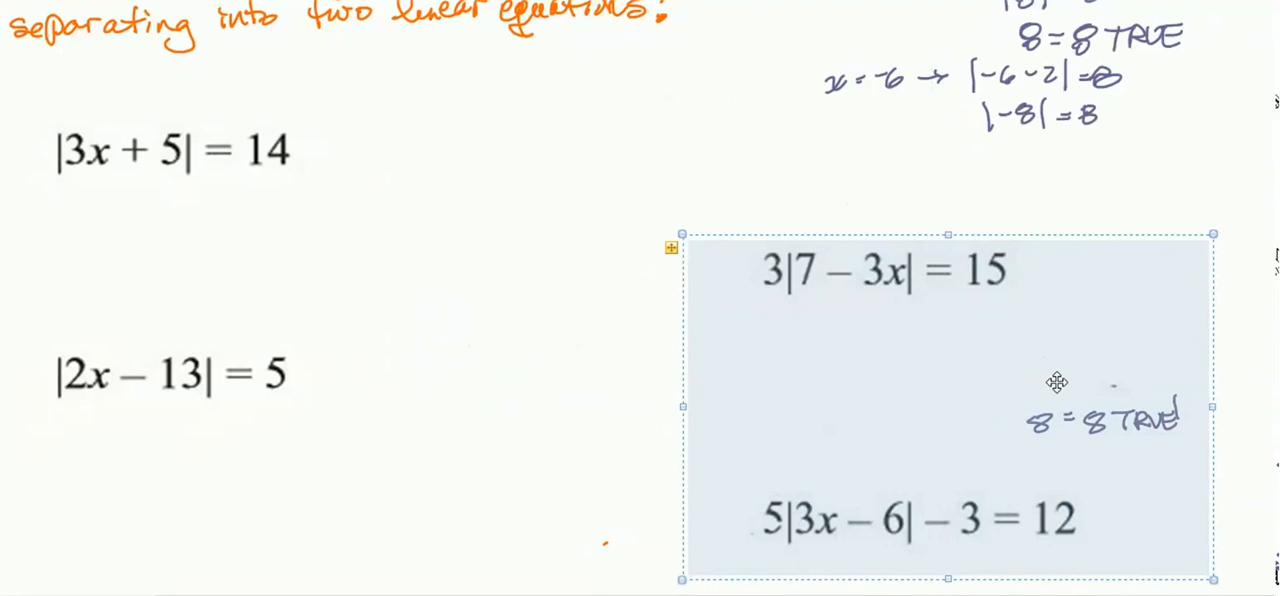 separating into two linear equations:
8 = 8 TRUE
x = -6 → |-6 - 2| = 8
|-8| = 8
|3x + 5| = 14
3|7 – 3x| = 15
|2x – 13| = 5
8 = 8 TRUE
5|3x – 6| – 3 = 12